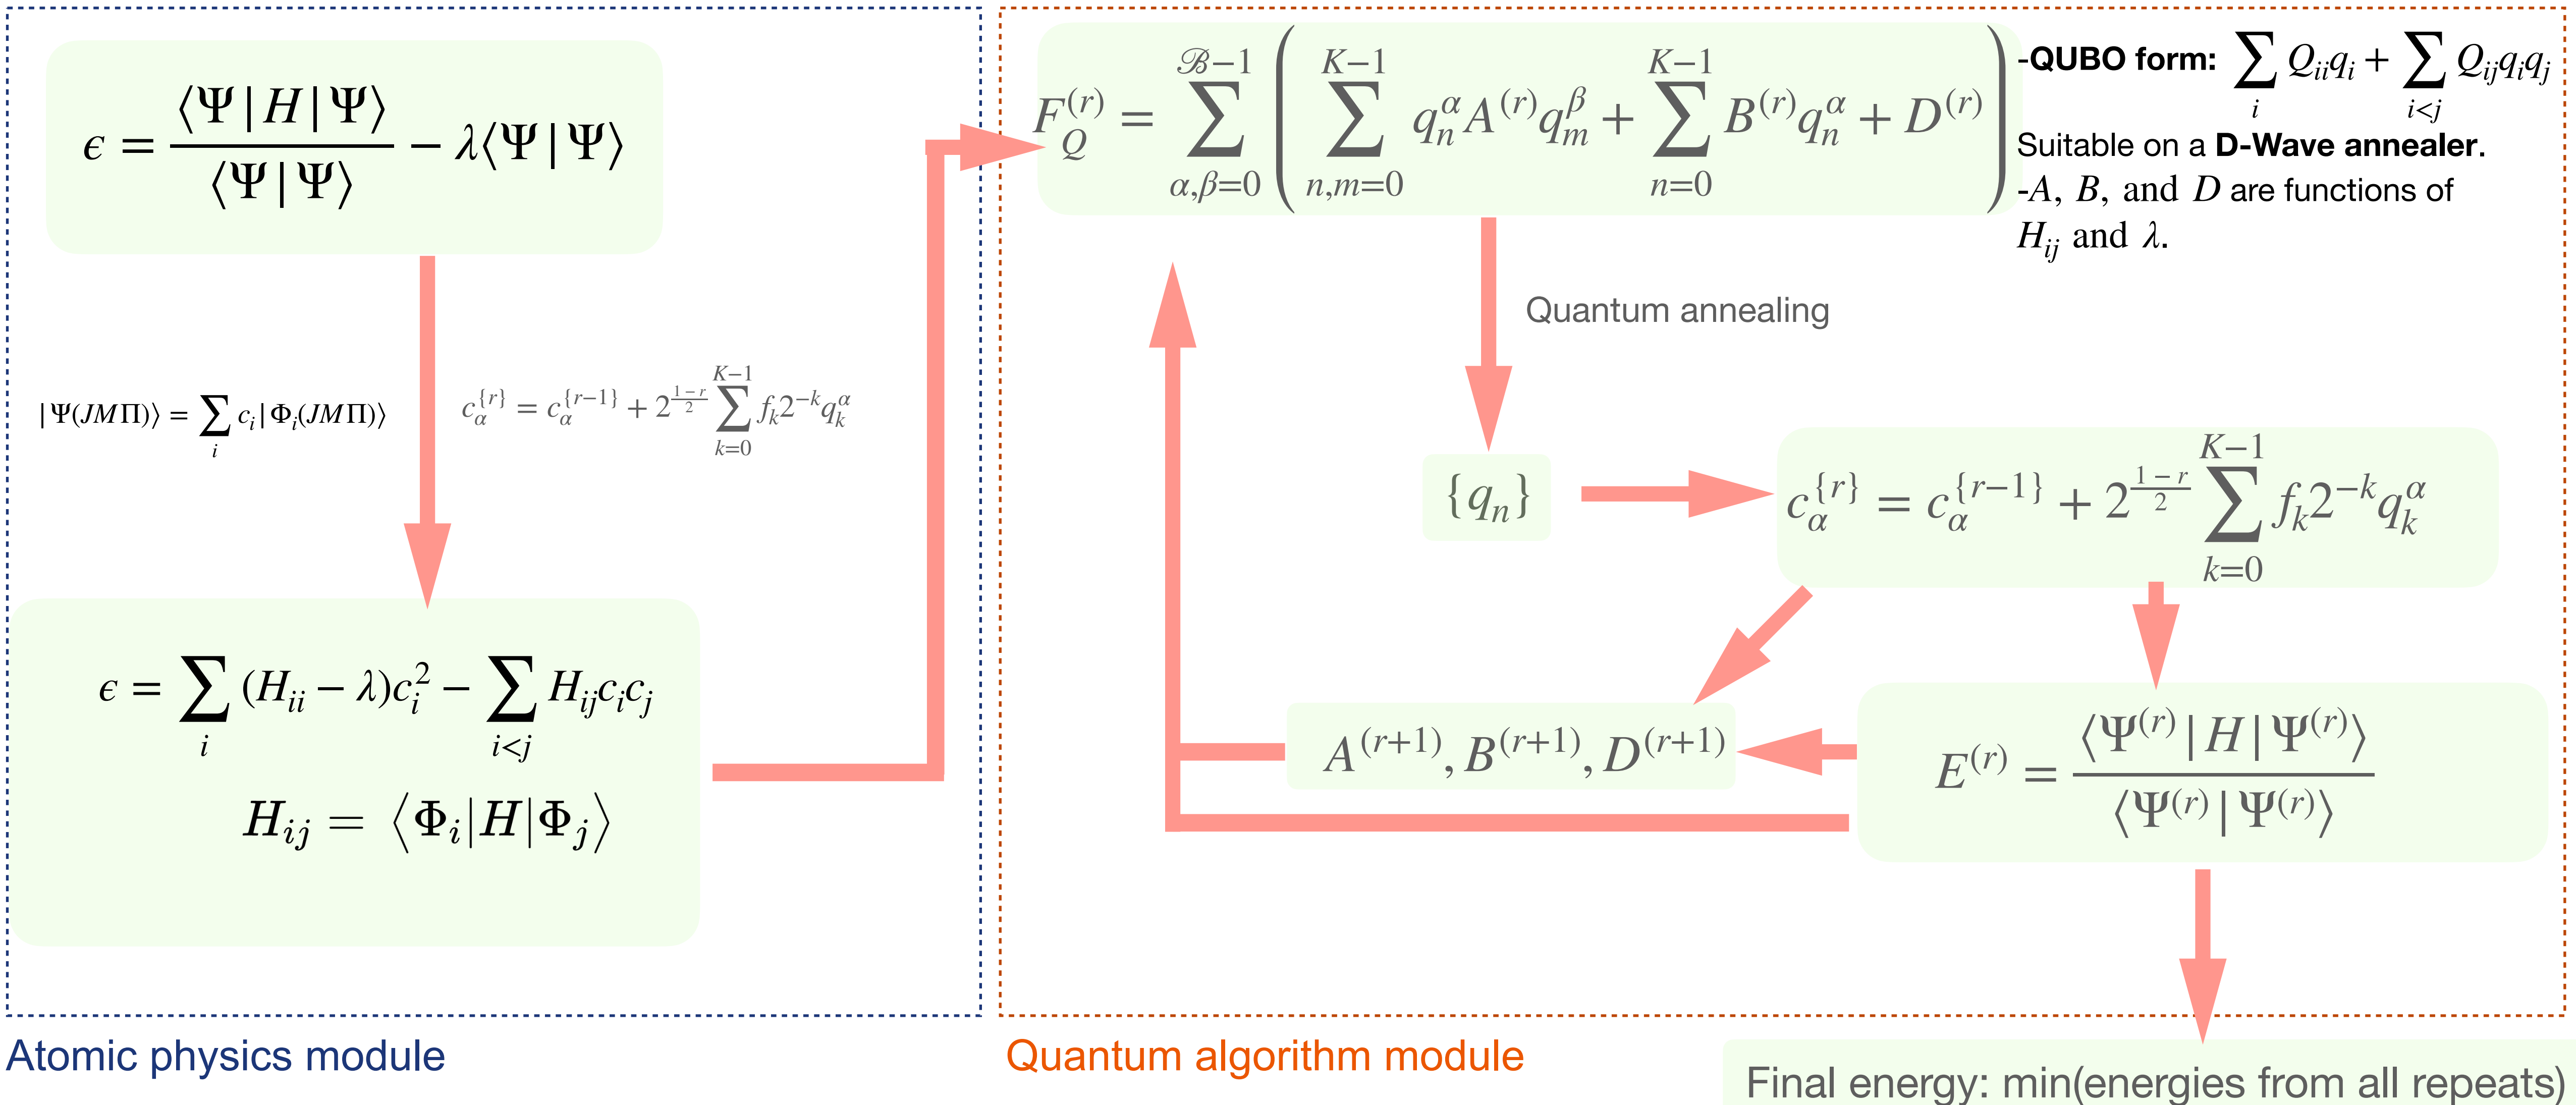 ϵ = ⟨Ψ|H|Ψ⟩ / ⟨Ψ|Ψ⟩ − λ⟨Ψ|Ψ⟩
|Ψ(JMΠ)⟩ = ∑_i c_i|Φ_i(JMΠ)⟩
c_α^{r} = c_α^{r−1} + 2^((1 − r)/2) ∑_{k=0}^{K−1} f_k 2^{−k} q_k^α
ϵ = ∑_i (H_ii − λ)c_i^2 − ∑_{i<j} H_ij c_i c_j
H_ij = ⟨Φ_i|H|Φ_j⟩
Atomic physics module
F_Q^(r) = ∑_{α,β=0}^{ℬ−1} ( ∑_{n,m=0}^{K−1} q_n^α A^(r) q_m^β + ∑_{n=0}^{K−1} B^(r) q_n^α + D^(r) )
-QUBO form: ∑_i Q_ii q_i + ∑_{i<j} Q_ij q_i q_j
Suitable on a D-Wave annealer.
-A, B, and D are functions of
H_ij and λ.
Quantum annealing
{q_n}
c_α^{r} = c_α^{r−1} + 2^((1 − r)/2) ∑_{k=0}^{K−1} f_k 2^{−k} q_k^α
A^(r+1), B^(r+1), D^(r+1)
E^(r) = ⟨Ψ^(r)|H|Ψ^(r)⟩ / ⟨Ψ^(r)|Ψ^(r)⟩
Quantum algorithm module
Final energy: min(energies from all repeats)